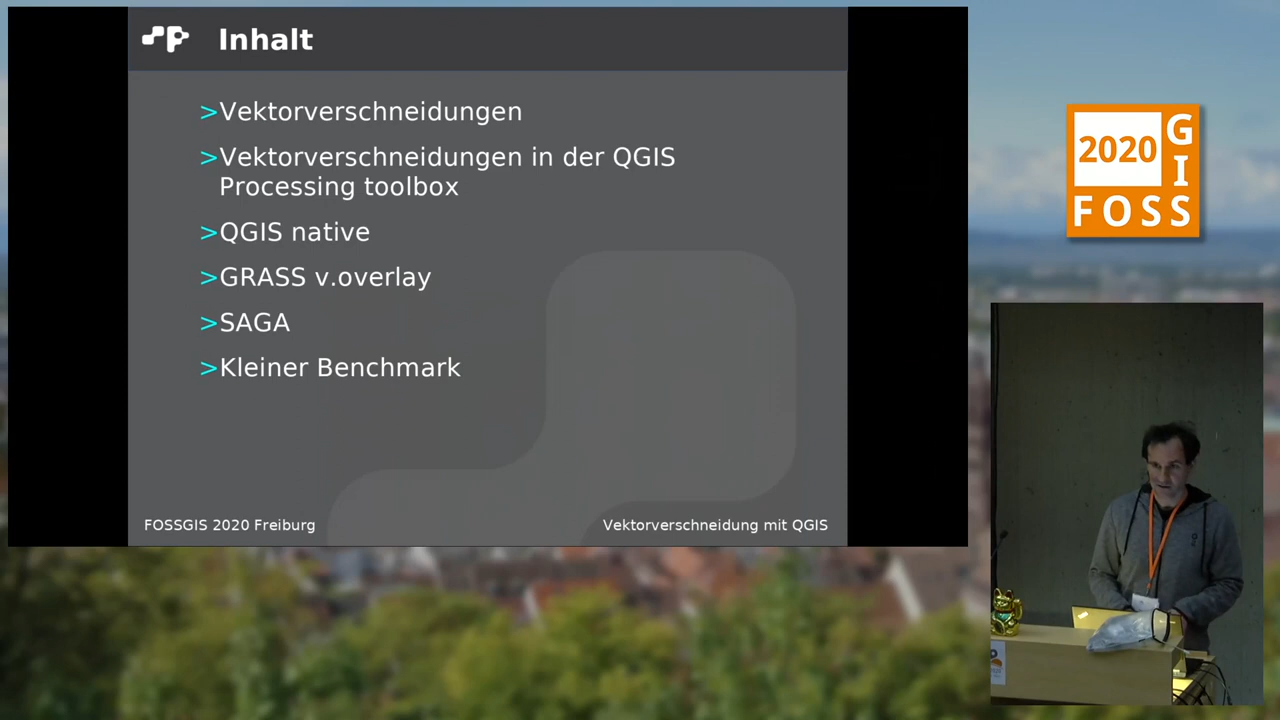 Inhalt
>Vektorverschneidungen
>Vektorverschneidungen in der QGIS
Processing toolbox
>QGIS native
>GRASS v.overlay
>SAGA
>Kleiner Benchmark
FOSSGIS 2020 Freiburg
Vektorverschneidung mit QGIS
2020
G
I
FOSS